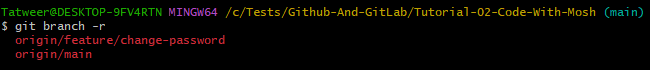 Tatweer@DESKTOP-9FV4RTN MINGW64 /c/Tests/Github-And-GitLab/Tutorial-02-Code-With-Mosh (main)
$ git branch -r
  origin/feature/change-password
  origin/main